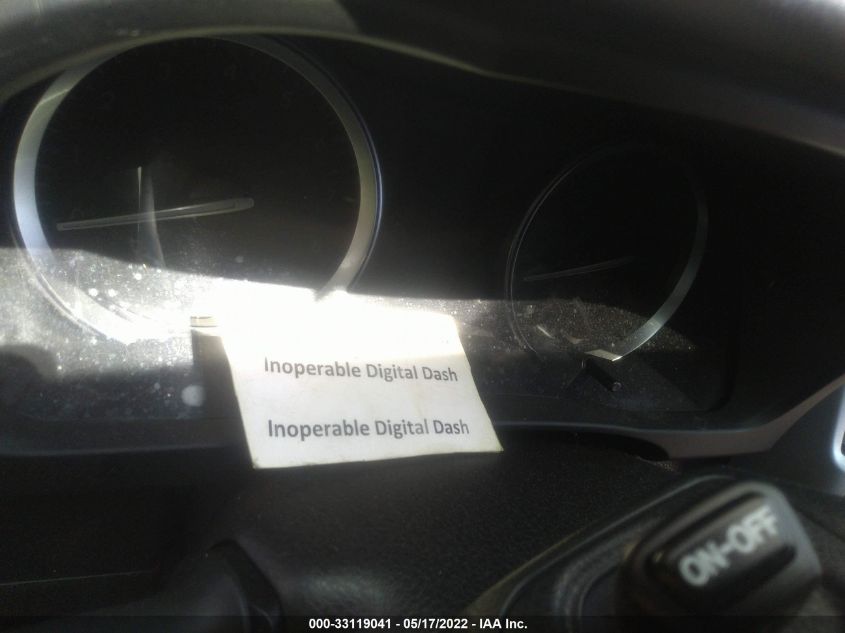 Inoperable Digital Dash
Inoperable Digital Dash
ON-OFF
000-33119041 - 05/17/2022 - IAA Inc.